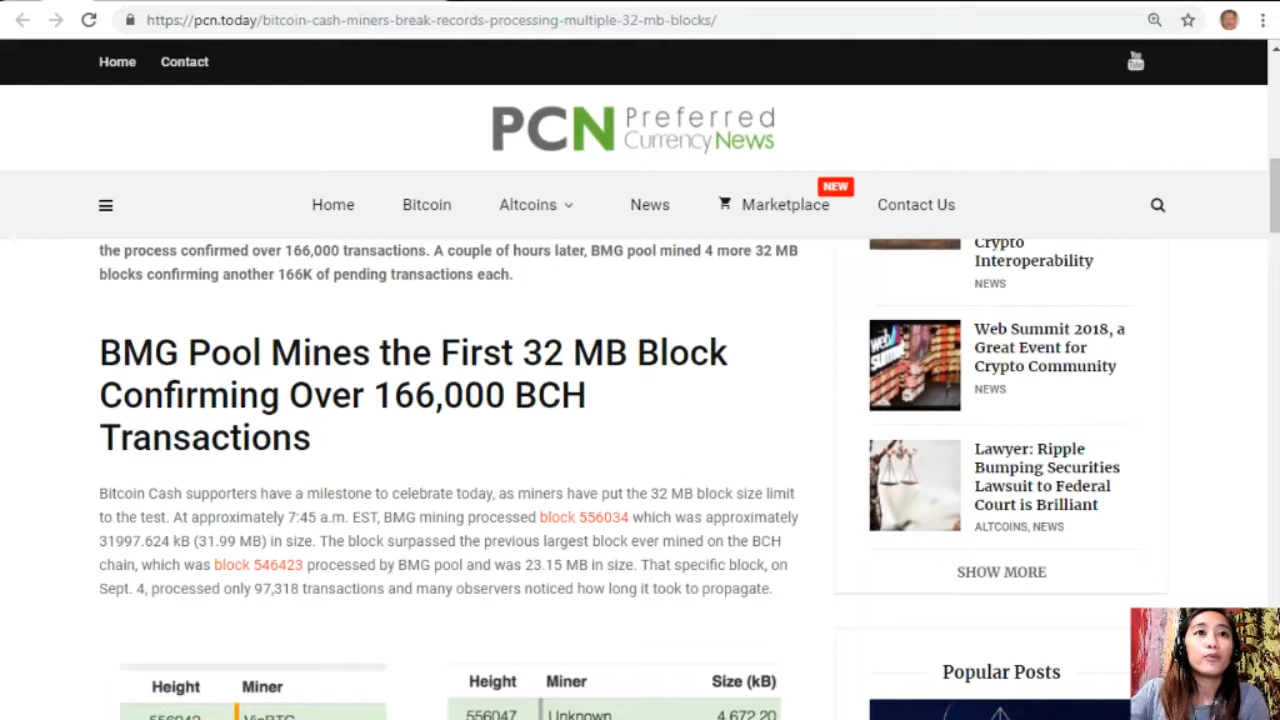 https://pcn.today/bitcoin-cash-miners-break-records-processing-multiple-32-mb-blocks/
Home Contact
You Tube
PCN Preferred
Currency News
NEW
Home Bitcoin Altcoins News Marketplace Contact Us
the process confirmed over 166,000 transactions. A couple of hours later, BMG pool mined 4 more 32 MB
blocks confirming another 166K of pending transactions each.
BMG Pool Mines the First 32 MB Block
Confirming Over 166,000 BCH
Transactions
Bitcoin Cash supporters have a milestone to celebrate today, as miners have put the 32 MB block size limit
to the test. At approximately 7:45 a.m. EST, BMG mining processed block 556034 which was approximately
31997.624 kB (31.99 MB) in size. The block surpassed the previous largest block ever mined on the BCH
chain, which was block 546423 processed by BMG pool and was 23.15 MB in size. That specific block, on
Sept. 4, processed only 97,318 transactions and many observers noticed how long it took to propagate.
Height Miner
Height Miner Size (kB)
556047 Unknown 4,672.20
Crypto
Interoperability
NEWS
Web Summit 2018, a
Great Event for
Crypto Community
NEWS
Lawyer: Ripple
Bumping Securities
Lawsuit to Federal
Court is Brilliant
ALTCOINS, NEWS
SHOW MORE
Popular Posts